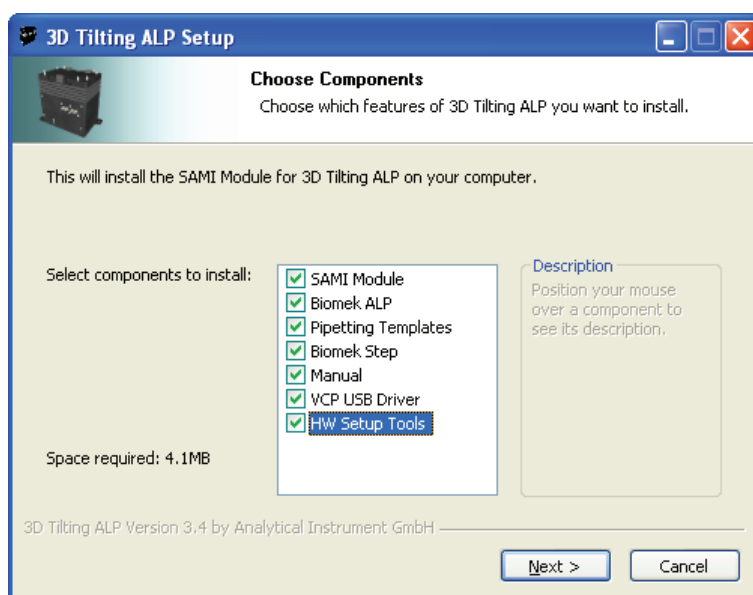 3D Tilting ALP Setup
Choose Components
Choose which features of 3D Tilting ALP you want to install.
This will install the SAMI Module for 3D Tilting ALP on your computer.
Select components to install:
SAMI Module
Biomek ALP
Pipetting Templates
Biomek Step
Manual
VCP USB Driver
HW Setup Tools
Description
Position your mouse
over a component to
see its description.
Space required: 4.1MB
3D Tilting ALP Version 3.4 by Analytical Instrument GmbH
Next >
Cancel